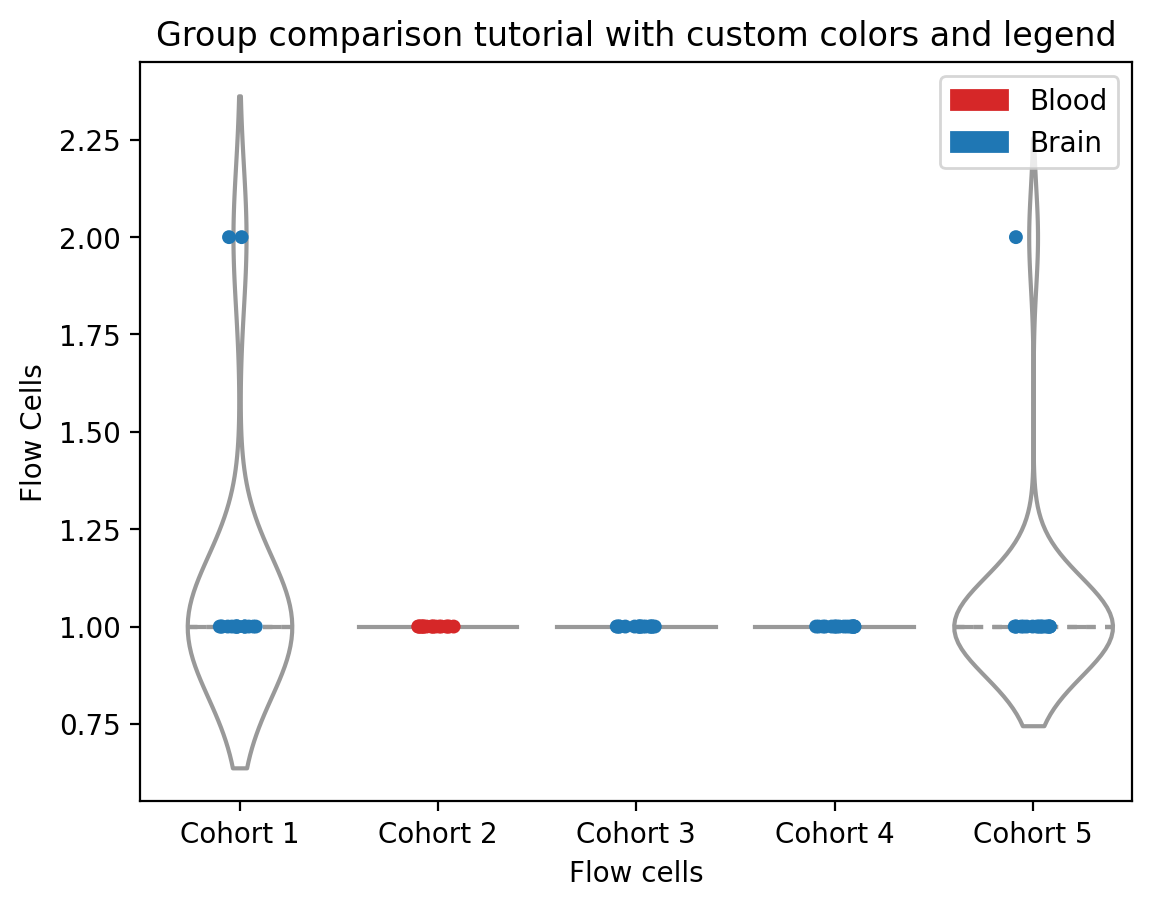 Group comparison tutorial with custom colors and legend
Blood
Brain
2.25
2.00
1.75
1.50
1.25
1.00
0.75
Flow Cells
Cohort 1
Cohort 2
Cohort 3
Cohort 4
Cohort 5
Flow cells